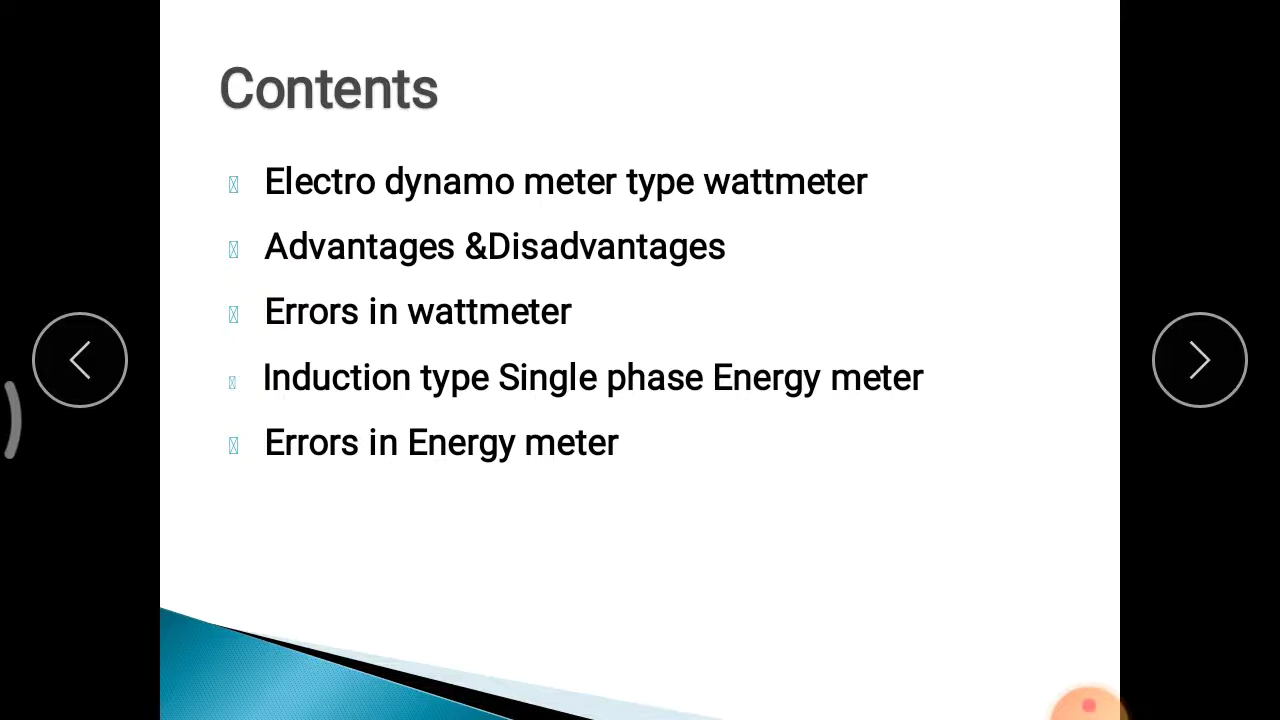 Contents
Electro dynamo meter type wattmeter
Advantages &Disadvantages
Errors in wattmeter
Induction type Single phase Energy meter
Errors in Energy meter